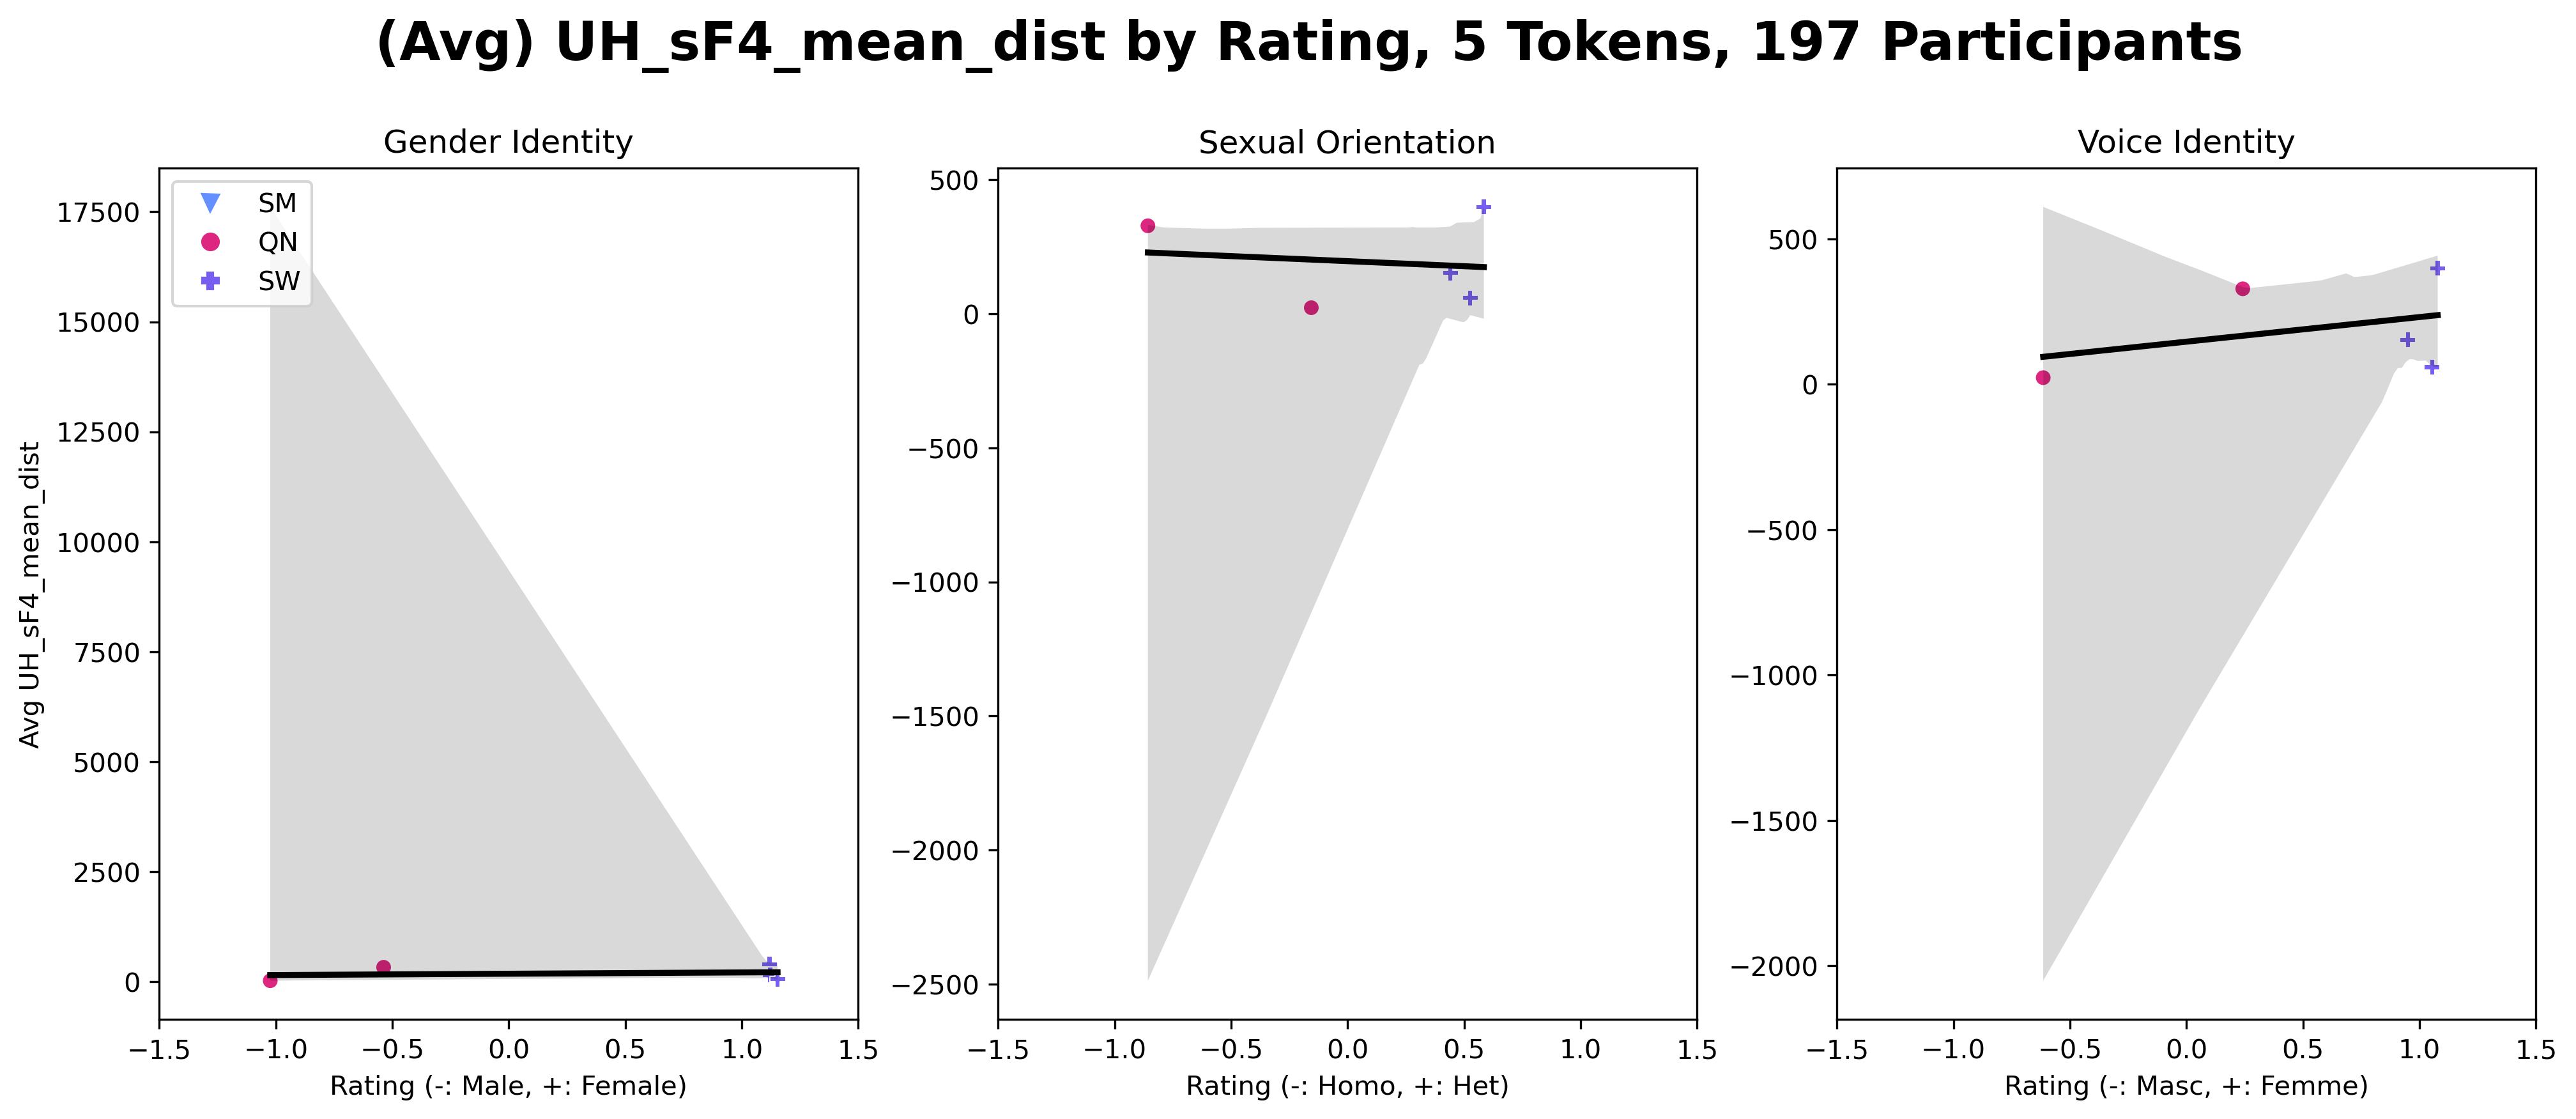 (Avg) UH_sF4_mean_dist by Rating, 5 Tokens, 197 Participants
Gender Identity
SM
QN
SW
17500
15000
12500
10000
7500
5000
2500
0
Avg UH_sF4_mean_dist
−1.5 −1.0 −0.5 0.0 0.5 1.0 1.5
Rating (-: Male, +: Female)
Sexual Orientation
500
0
−500
−1000
−1500
−2000
−2500
−1.5 −1.0 −0.5 0.0 0.5 1.0 1.5
Rating (-: Homo, +: Het)
Voice Identity
500
0
−500
−1000
−1500
−2000
−1.5 −1.0 −0.5 0.0 0.5 1.0 1.5
Rating (-: Masc, +: Femme)